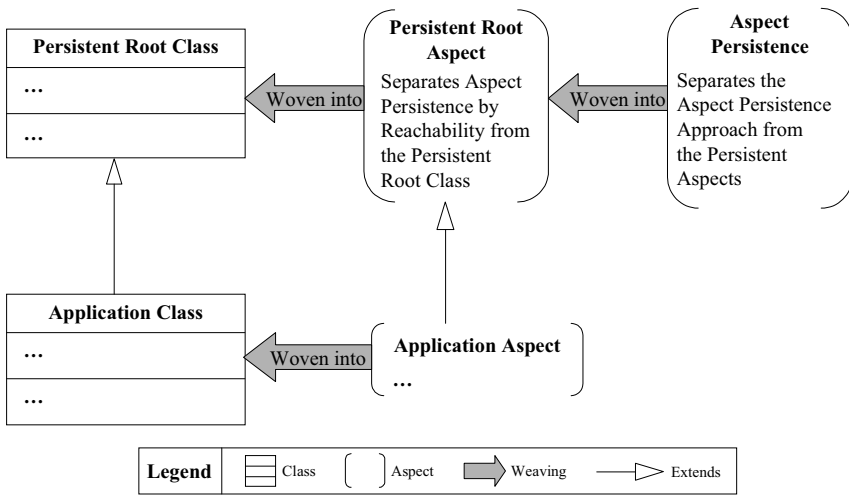 Persistent Root Class
...
...
Woven into
Persistent Root
Aspect
Separates Aspect
Persistence by
Reachability from
the Persistent
Root Class
Woven into
Aspect
Persistence
Separates the
Aspect Persistence
Approach from
the Persistent
Aspects
Application Class
...
...
Woven into
Application Aspect
...
Legend
Class
Aspect
Weaving
Extends